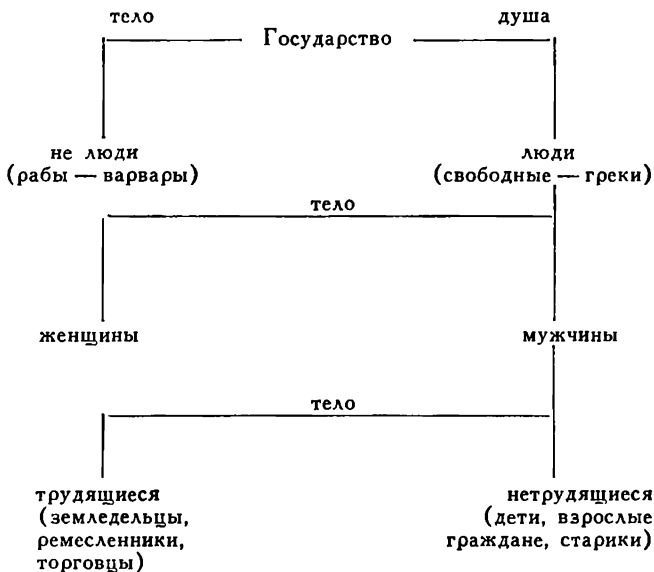 тело душа
Государство
не люди люди
(рабы — варвары) (свободные — греки)
тело
женщины мужчины
тело
трудящиеся нетрудящиеся
(земледельцы, (дети, взрослые
ремесленники, граждане, старики)
торговцы)